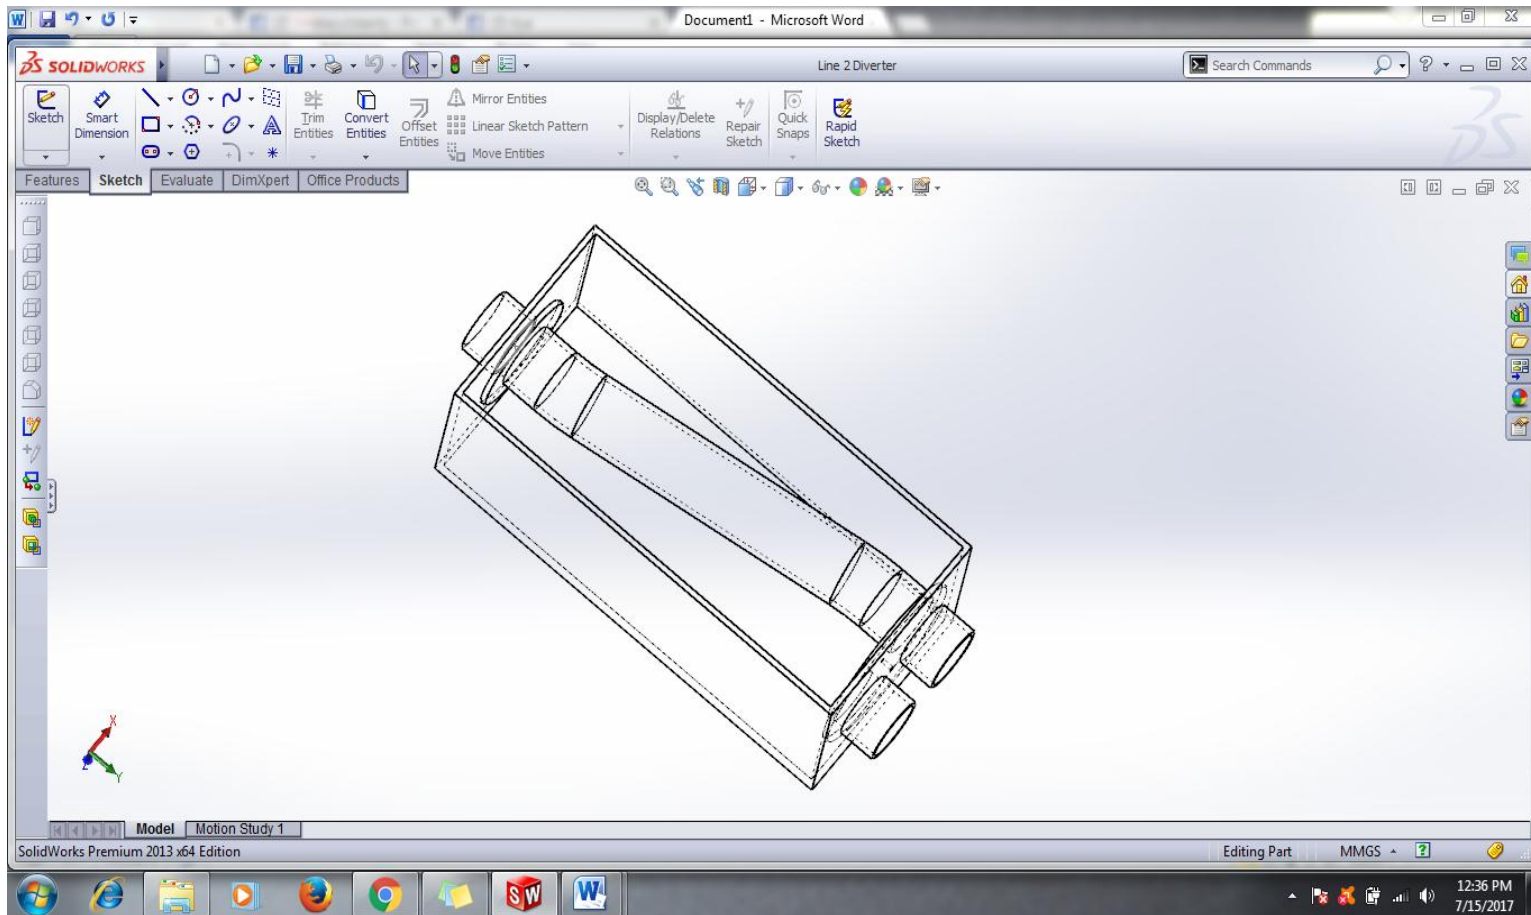 Document1 - Microsoft Word
SOLIDWORKS
Line 2 Diverter
Search Commands
Sketch
Smart Dimension
Trim Entities
Convert Entities
Offset Entities
Mirror Entities
Linear Sketch Pattern
Move Entities
Display/Delete Relations
Repair Sketch
Quick Snaps
Rapid Sketch
Features Sketch Evaluate DimXpert Office Products
X
Y
Z
Model Motion Study 1
SolidWorks Premium 2013 x64 Edition
Editing Part
MMGS
SW
12:36 PM
7/15/2017